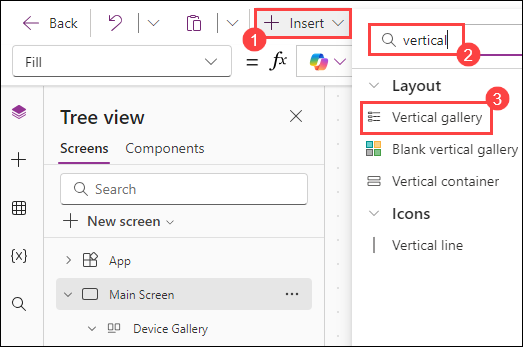 Back
Insert
1
vertical
2
Fill
=
fx
Layout
3
Vertical gallery
Blank vertical gallery
Vertical container
Icons
Vertical line
Tree view
Screens
Components
Search
New screen
App
Main Screen
...
Device Gallery
{x}